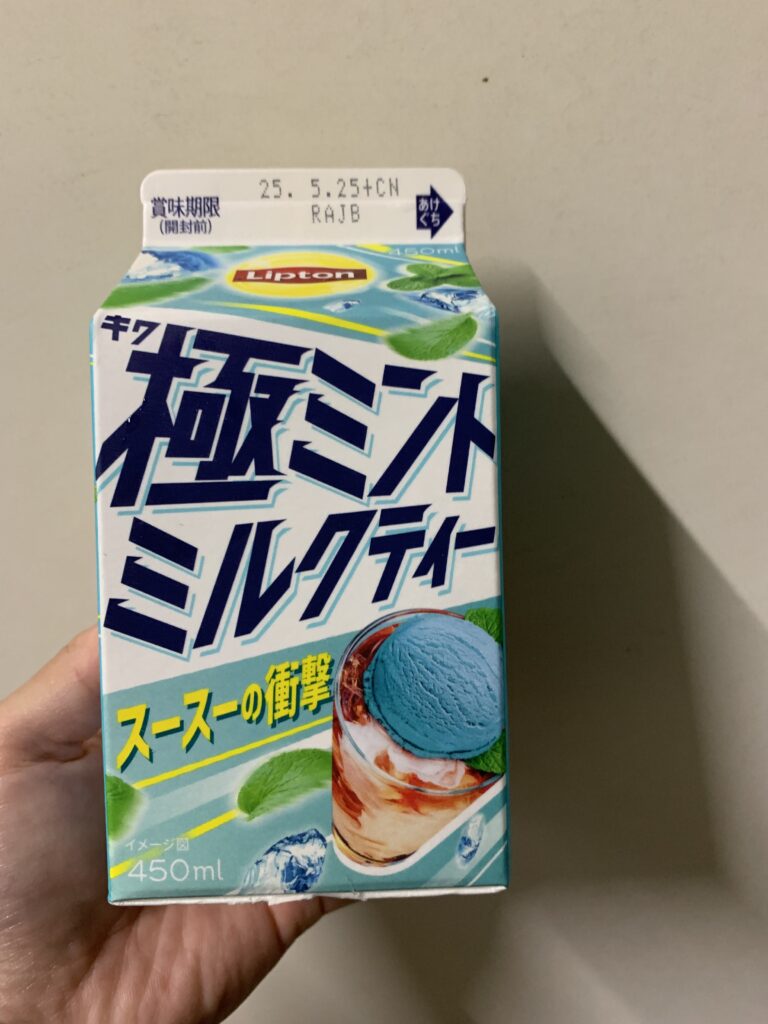 賞味期限
(開封前)
25. 5.25+CN
RAJB
あけ
ぐち
450ml
Lipton
キワ
極ミント
ミルクティー
スースーの衝撃
イメージ図
450ml